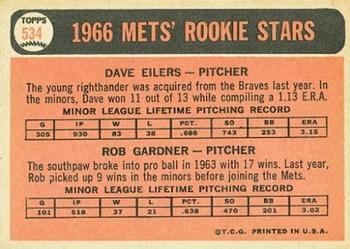 TOPPS
534
1966 METS' ROOKIE STARS
DAVE EILERS — PITCHER
The young righthander was acquired from the Braves last year. In
the minors, Dave won 11 out of 13 while compiling a 1.13 E.R.A.
MINOR LEAGUE LIFETIME PITCHING RECORD
G IP W L PCT. SO BB ERA
305 930 83 38 .686 743 253 3.15
ROB GARDNER — PITCHER
The southpaw broke into pro ball in 1963 with 17 wins. Last year,
Rob picked up 9 wins in the minors before joining the Mets.
MINOR LEAGUE LIFETIME PITCHING RECORD
G IP W L PCT. SO BB ERA
101 518 37 21 .638 470 201 3.02
© T.C.G. PRINTED IN U.S.A.